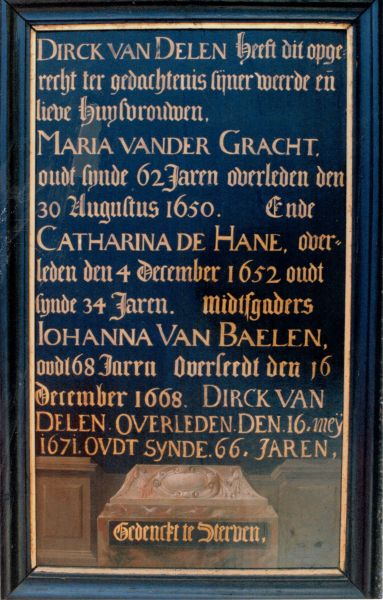 DIRCK VAN DELEN heeft dit opge-
recht ter gedachtenis sijner weerde eñ
lieve Huysvrouwen,
MARIA VANDER GRACHT,
oudt synde 62 Jaren overleden den
30 Augustus 1650. Ende
CATHARINA DE HANE, over-
leden den 4 December 1652 oudt
synde 34 Jaren. Midtsgaders
IOHANNA VAN BAELEN,
oudt 68 Jaren Overleedt den 16
December 1668. DIRCK VAN
DELEN OVERLEDEN. DEN. 16. meÿ
1671. OVDT SYNDE. 66. JAREN,
Gedenckt te Sterven,